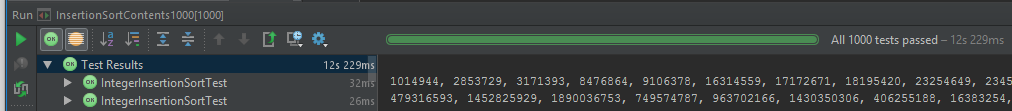 Run InsertionSortContents1000[1000]
All 1000 tests passed – 12s 229ms
Test Results 12s 229ms
IntegerInsertionSortTest 32ms 1014944, 2853729, 3171393, 8476864, 9106378, 16314559, 17172671, 18195420, 23254649, 2345
IntegerInsertionSortTest 26ms 479316593, 1452825929, 1890036753, 749574787, 963702166, 1430350306, 406255188, 16383254,